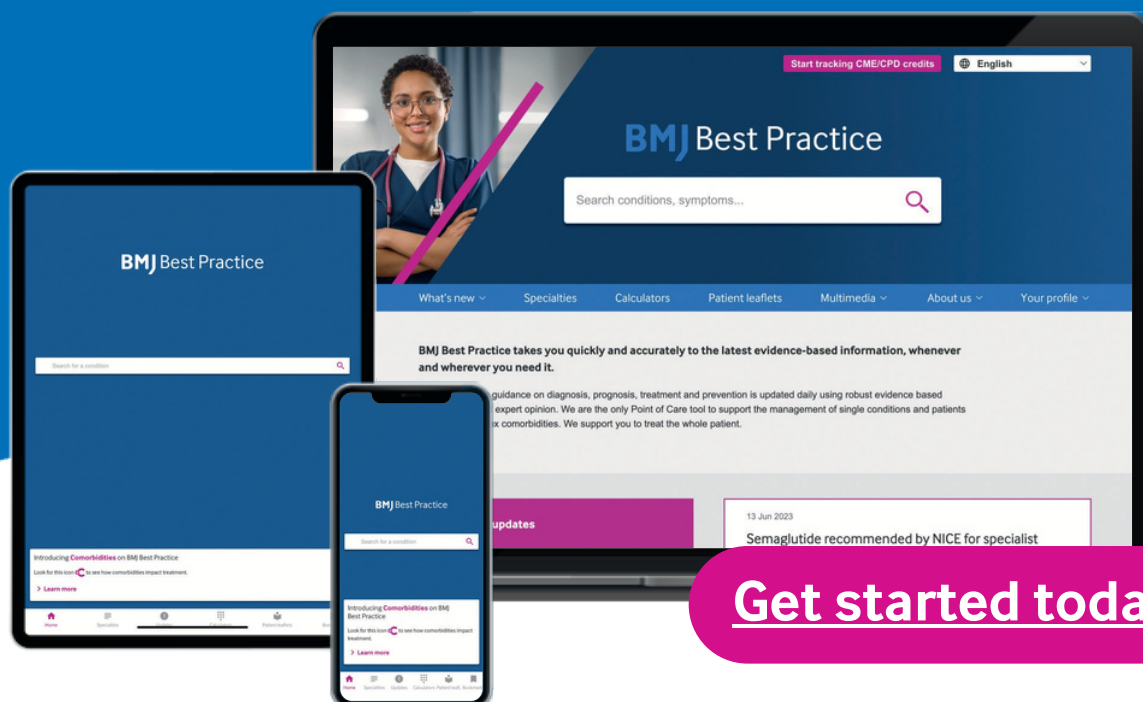 Start tracking CME/CPD credits
English
BMJ Best Practice
Search conditions, symptoms...
What's new
Specialties
Calculators
Patient leaflets
Multimedia
About us
Your profile
BMJ Best Practice takes you quickly and accurately to the latest evidence-based information, whenever
and wherever you need it.
guidance on diagnosis, prognosis, treatment and prevention is updated daily using robust evidence based
expert opinion. We are the only Point of Care tool to support the management of single conditions and patients
comorbidities. We support you to treat the whole patient.
updates
13 Jun 2023
Semaglutide recommended by NICE for specialist
BMJ Best Practice
Search for a condition
Introducing Comorbidities on BMJ Best Practice
Look for this icon C to see how comorbidities impact treatment.
> Learn more
Home
Specialties
Patient leaflets
BMJ Best Practice
Search for a condition
Introducing Comorbidities on BMJ
Best Practice
Look for this icon C to see how comorbidities impact
treatment.
> Learn more
Home
Specialties
Updates
Calculators
Patient leafl.
Get started toda